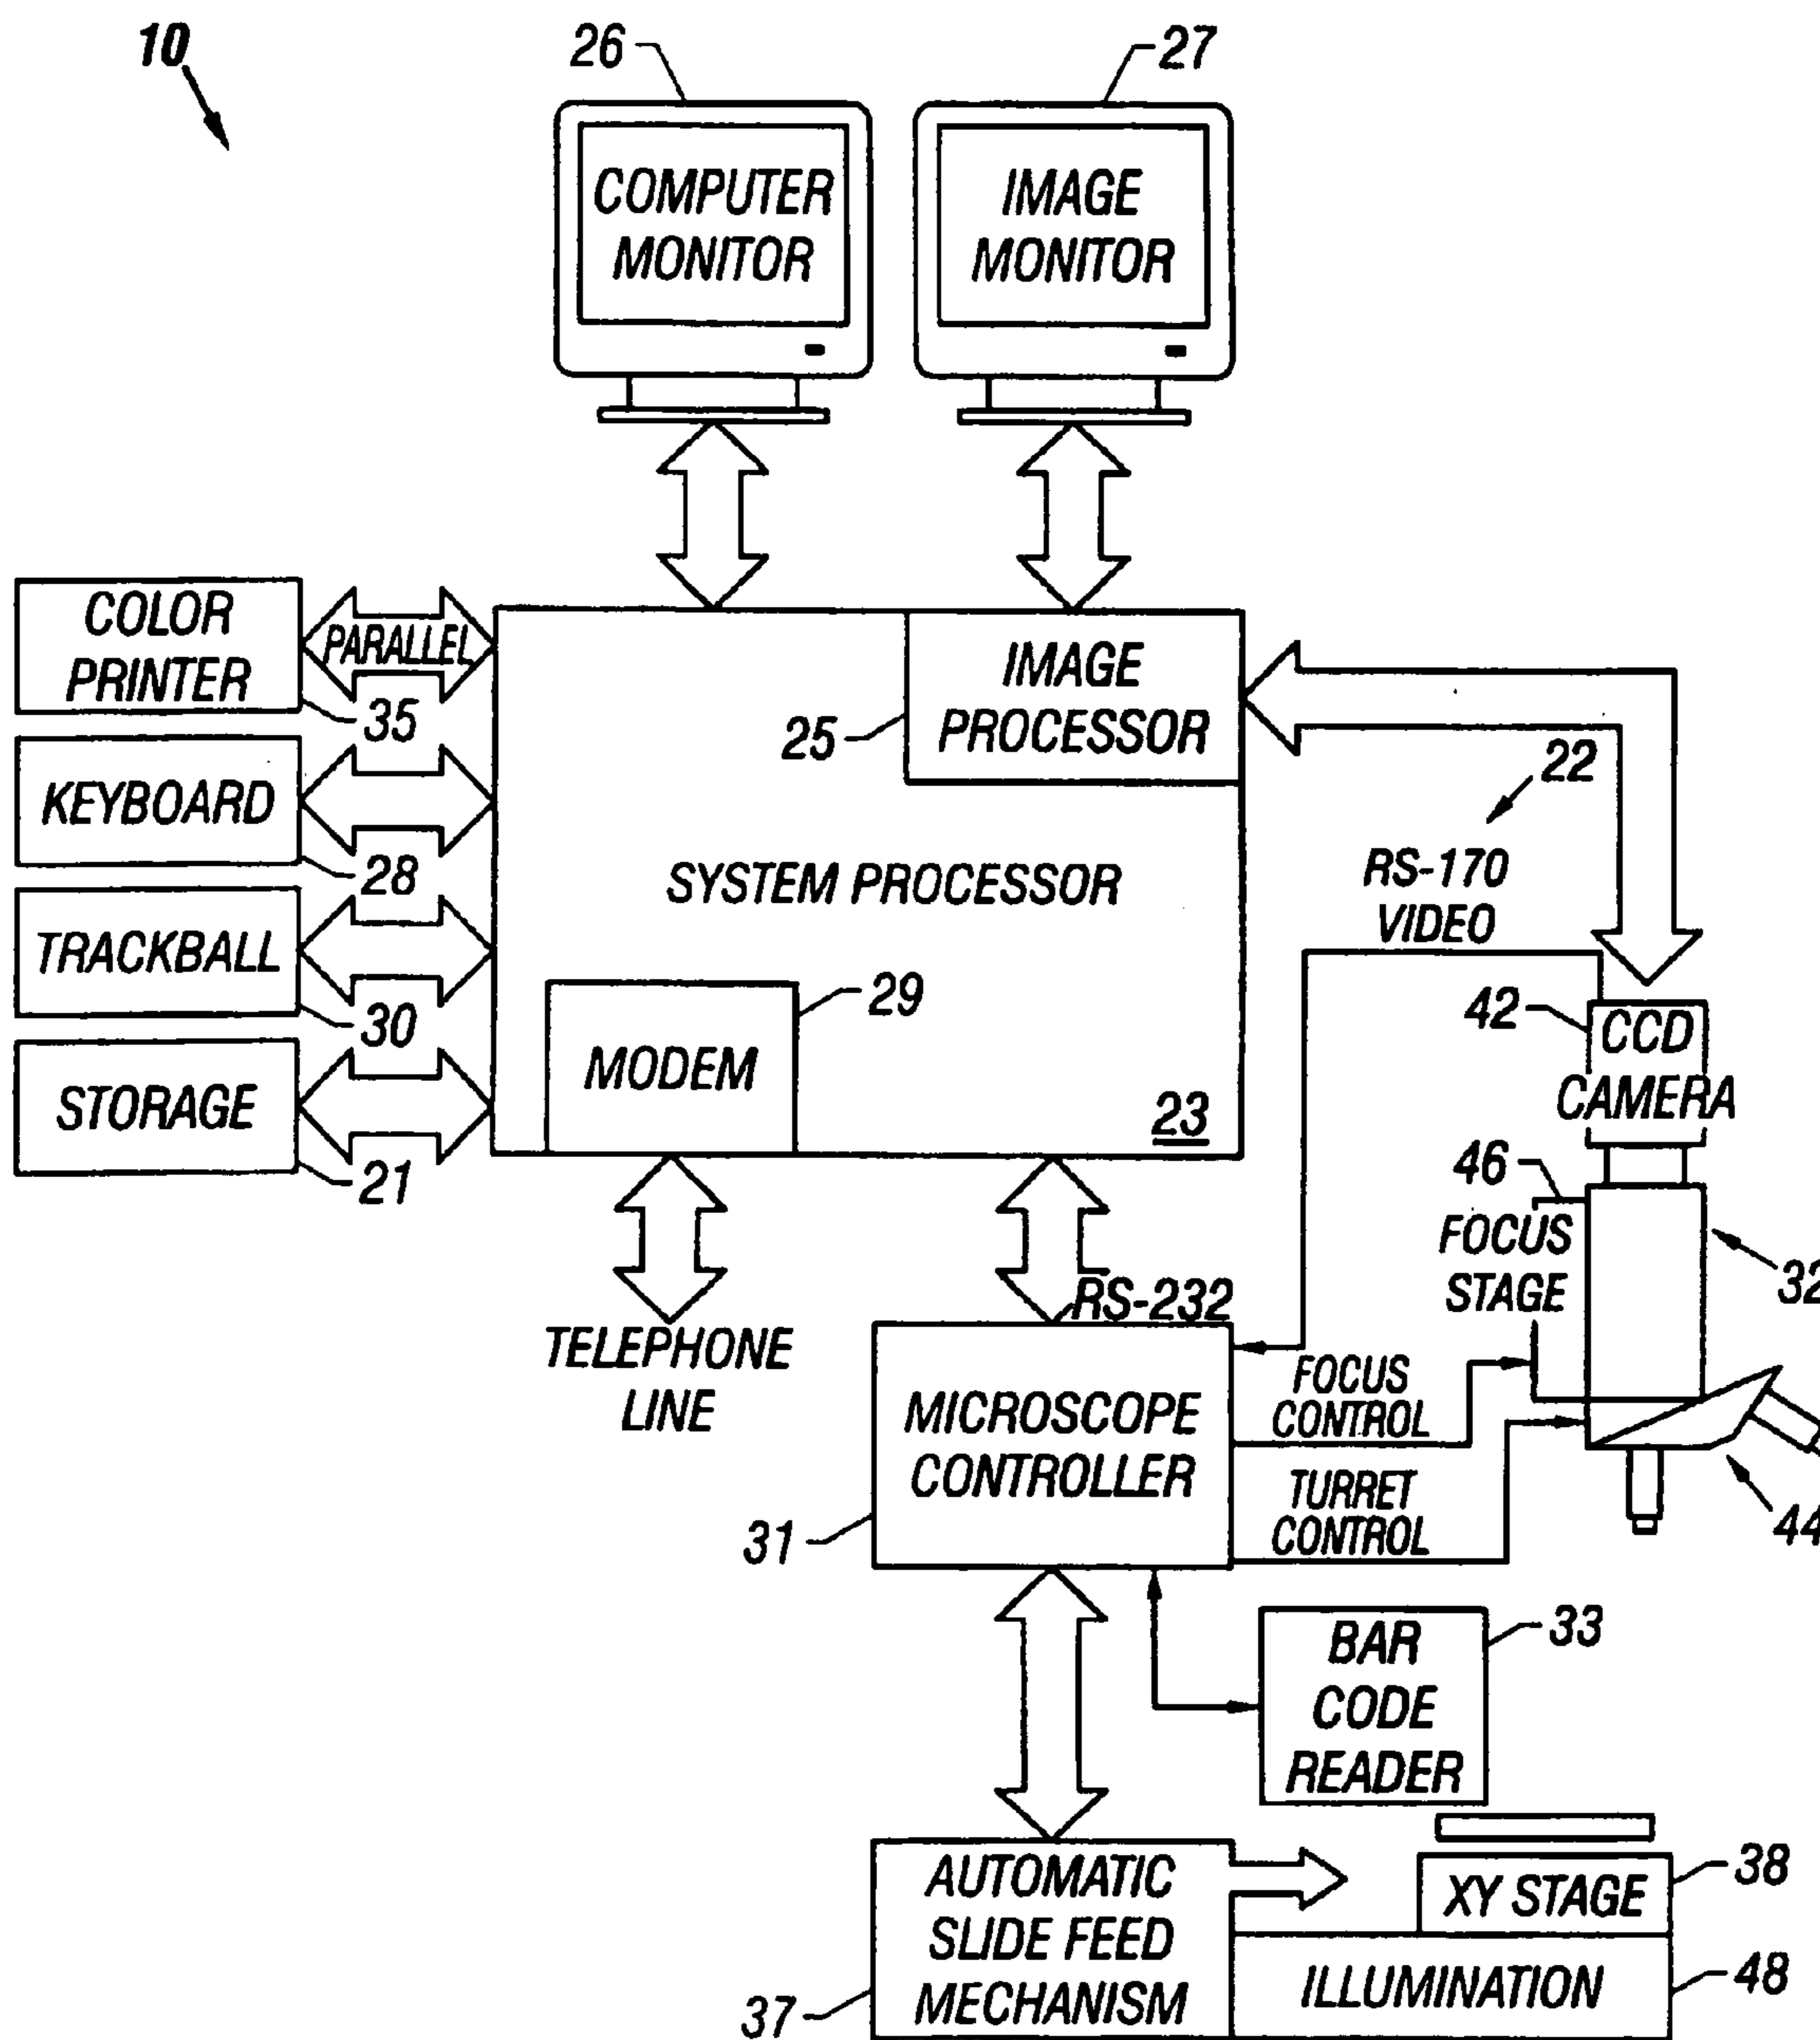 10
26
27
COMPUTER
MONITOR
IMAGE
MONITOR
COLOR
PRINTER
PARALLEL
35
IMAGE
PROCESSOR
25
22
KEYBOARD
28
SYSTEM PROCESSOR
RS-170
VIDEO
TRACKBALL
30
29
MODEM
42
CCD
CAMERA
STORAGE
21
23
46
FOCUS
STAGE
32
RS-232
TELEPHONE
LINE
MICROSCOPE
CONTROLLER
31
FOCUS
CONTROL
TURRET
CONTROL
44
BAR
CODE
READER
33
AUTOMATIC
SLIDE FEED
MECHANISM
37
XY STAGE
38
ILLUMINATION
48